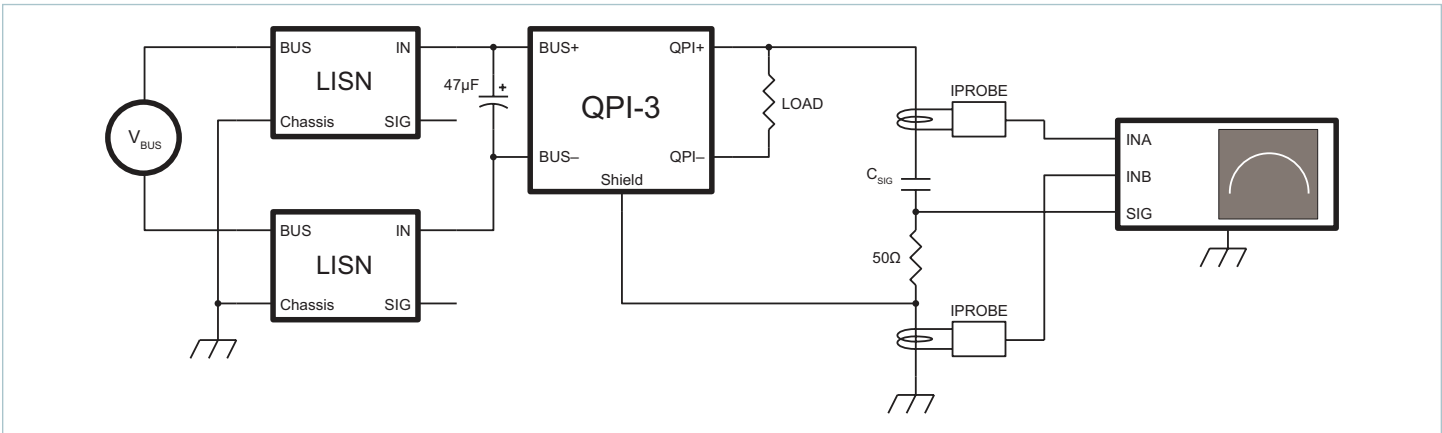 BUS
IN
LISN
Chassis
SIG
V BUS
BUS
IN
LISN
Chassis
SIG
47µF
+
BUS+
QPI+
QPI-3
BUS–
QPI–
Shield
LOAD
IPROBE
C SIG
50Ω
IPROBE
INA
INB
SIG